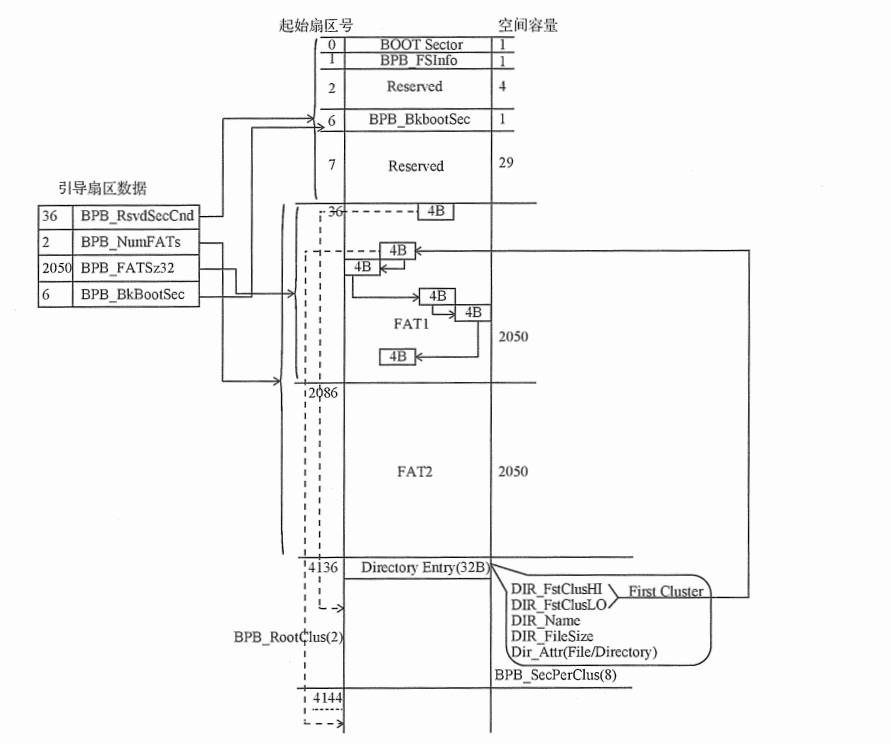 起始扇区号 空间容量
0 BOOT Sector 1
1 BPB_FSInfo 1
2 Reserved 4
6 BPB_BkbootSec 1
7 Reserved 29
引导扇区数据
36 BPB_RsvdSecCnd
2 BPB_NumFATs
2050 BPB_FATSz32
6 BPB_BkBootSec
36 4B
4B
4B
4B
4B
FAT1
4B
2050
2086
FAT2 2050
4136 Directory Entry(32B)
DIR_FstClusHI
DIR_FstClusLO
First Cluster
DIR_Name
DIR_FileSize
Dir_Attr(File/Directory)
BPB_RootClus(2)
BPB_SecPerClus(8)
4144